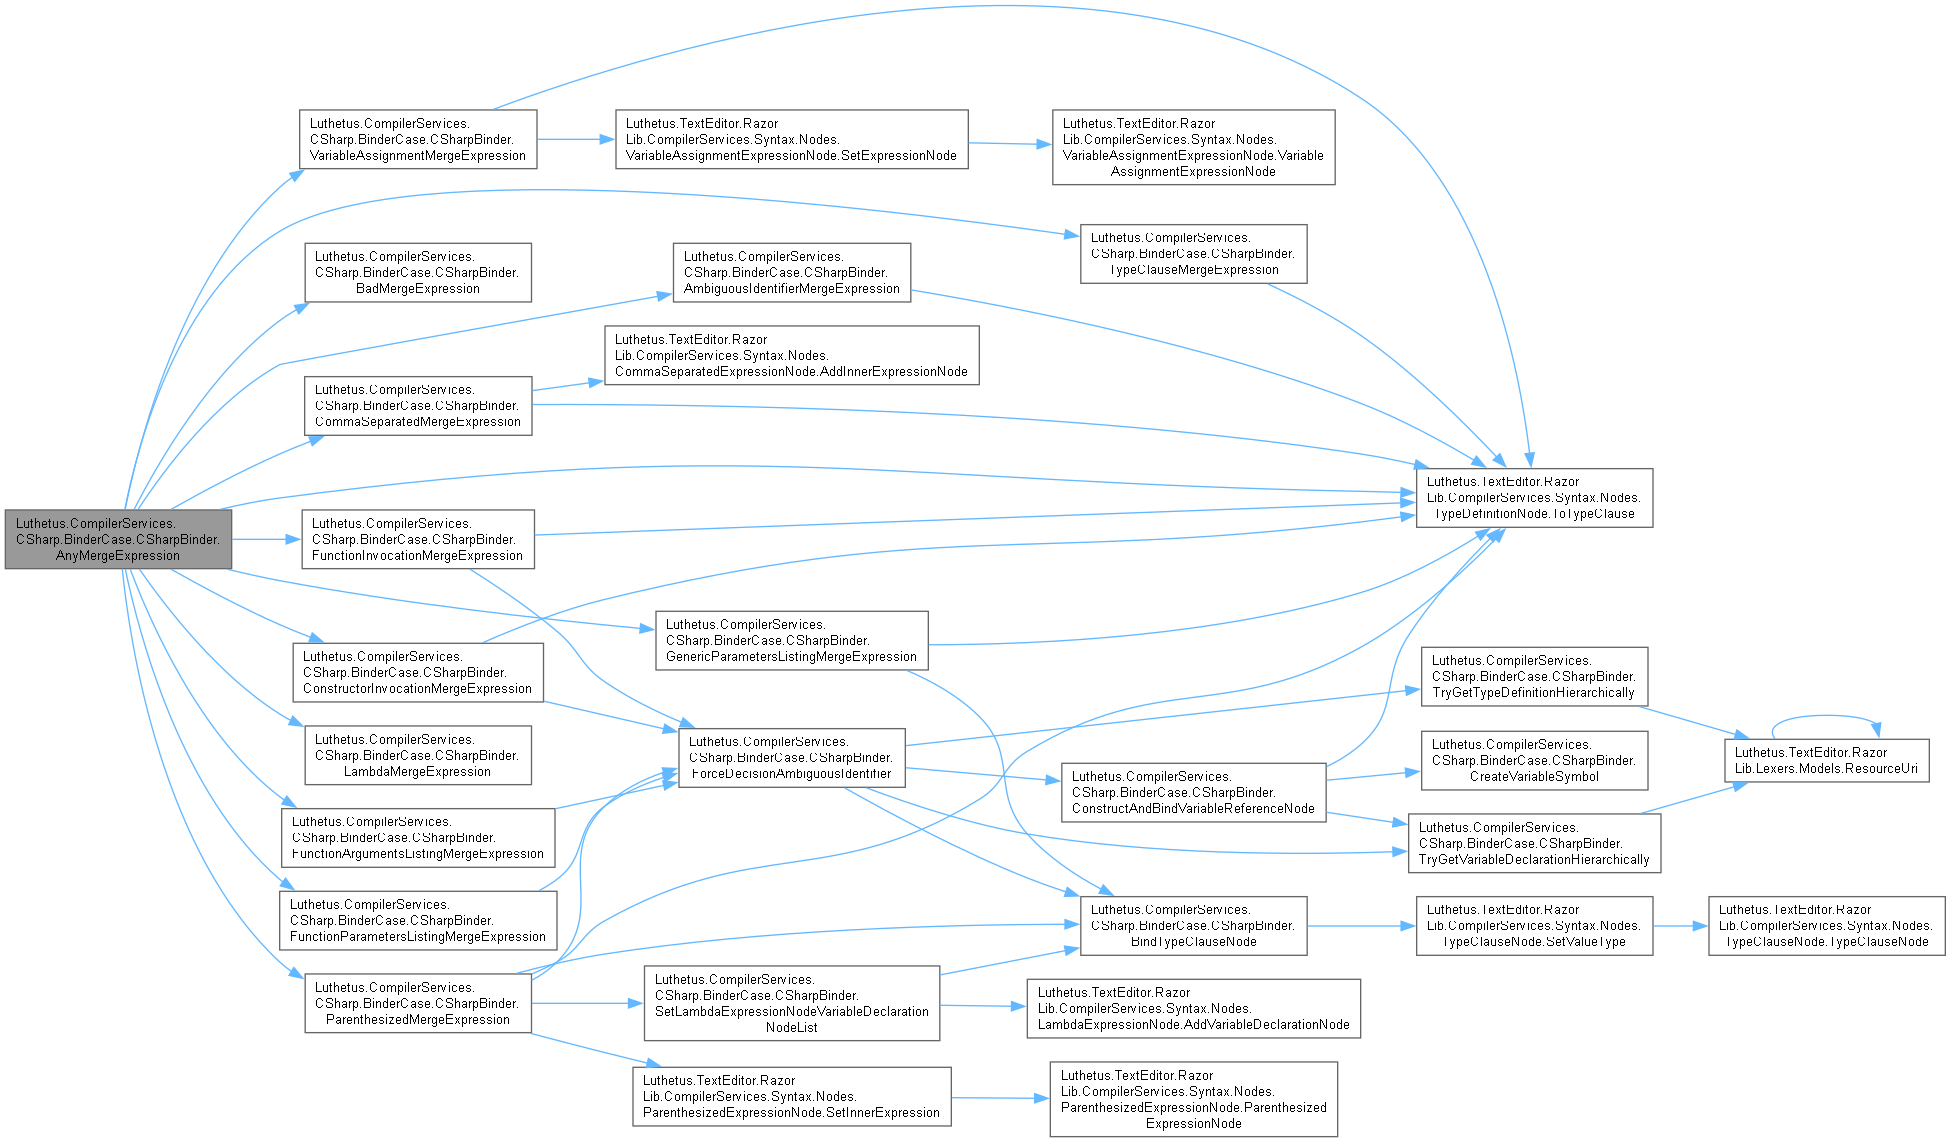 Luthetus.CompilerServices.
CSharp.BinderCase.CSharpBinder.
VariableAssignmentMergeExpression
Luthetus.TextEditor.Razor
Lib.CompilerServices.Syntax.Nodes.
VariableAssignmentExpressionNode.SetExpressionNode
Luthetus.TextEditor.Razor
Lib.CompilerServices.Syntax.Nodes.
VariableAssignmentExpressionNode.Variable
AssignmentExpressionNode
Luthetus.CompilerServices.
CSharp.BinderCase.CSharpBinder.
TypeClauseMergeExpression
Luthetus.CompilerServices.
CSharp.BinderCase.CSharpBinder.
BadMergeExpression
Luthetus.CompilerServices.
CSharp.BinderCase.CSharpBinder.
AmbiguousIdentifierMergeExpression
Luthetus.TextEditor.Razor
Lib.CompilerServices.Syntax.Nodes.
CommaSeparatedExpressionNode.AddInnerExpressionNode
Luthetus.CompilerServices.
CSharp.BinderCase.CSharpBinder.
CommaSeparatedMergeExpression
Luthetus.TextEditor.Razor
Lib.CompilerServices.Syntax.Nodes.
TypeDefinitionNode.ToTypeClause
Luthetus.CompilerServices.
CSharp.BinderCase.CSharpBinder.
AnyMergeExpression
Luthetus.CompilerServices.
CSharp.BinderCase.CSharpBinder.
FunctionInvocationMergeExpression
Luthetus.CompilerServices.
CSharp.BinderCase.CSharpBinder.
GenericParametersListingMergeExpression
Luthetus.CompilerServices.
CSharp.BinderCase.CSharpBinder.
ConstructorInvocationMergeExpression
Luthetus.CompilerServices.
CSharp.BinderCase.CSharpBinder.
TryGetTypeDefinitionHierarchically
Luthetus.CompilerServices.
CSharp.BinderCase.CSharpBinder.
LambdaMergeExpression
Luthetus.CompilerServices.
CSharp.BinderCase.CSharpBinder.
ForceDecisionAmbiguousIdentifier
Luthetus.CompilerServices.
CSharp.BinderCase.CSharpBinder.
CreateVariableSymbol
Luthetus.TextEditor.Razor
Lib.Lexers.Models.ResourceUri
Luthetus.CompilerServices.
CSharp.BinderCase.CSharpBinder.
ConstructAndBindVariableReferenceNode
Luthetus.CompilerServices.
CSharp.BinderCase.CSharpBinder.
FunctionArgumentsListingMergeExpression
Luthetus.CompilerServices.
CSharp.BinderCase.CSharpBinder.
TryGetVariableDeclarationHierarchically
Luthetus.CompilerServices.
CSharp.BinderCase.CSharpBinder.
FunctionParametersListingMergeExpression
Luthetus.CompilerServices.
CSharp.BinderCase.CSharpBinder.
BindTypeClauseNode
Luthetus.TextEditor.Razor
Lib.CompilerServices.Syntax.Nodes.
TypeClauseNode.SetValueType
Luthetus.TextEditor.Razor
Lib.CompilerServices.Syntax.Nodes.
TypeClauseNode.TypeClauseNode
Luthetus.CompilerServices.
CSharp.BinderCase.CSharpBinder.
ParenthesizedMergeExpression
Luthetus.CompilerServices.
CSharp.BinderCase.CSharpBinder.
SetLambdaExpressionNodeVariableDeclaration
NodeList
Luthetus.TextEditor.Razor
Lib.CompilerServices.Syntax.Nodes.
LambdaExpressionNode.AddVariableDeclarationNode
Luthetus.TextEditor.Razor
Lib.CompilerServices.Syntax.Nodes.
ParenthesizedExpressionNode.SetInnerExpression
Luthetus.TextEditor.Razor
Lib.CompilerServices.Syntax.Nodes.
ParenthesizedExpressionNode.Parenthesized
ExpressionNode